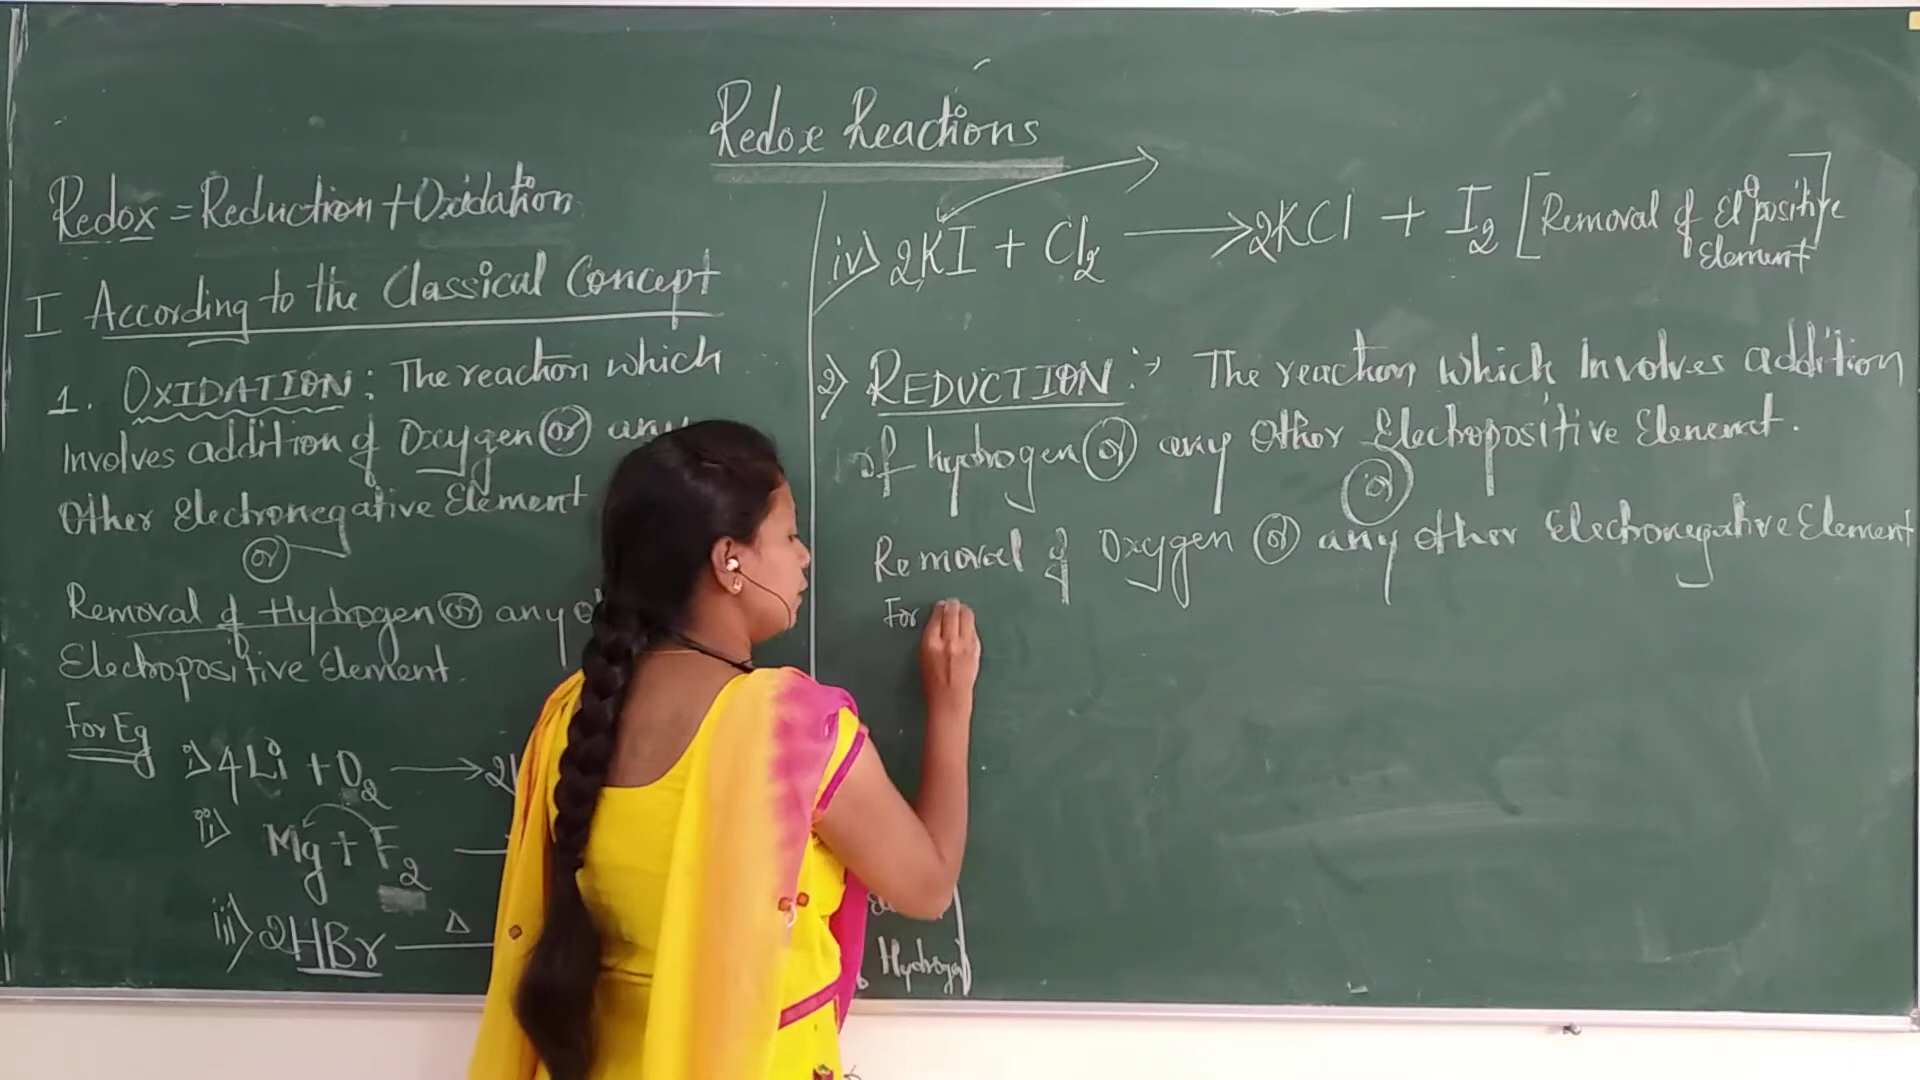 Redox Reactions
Redox = Reduction + Oxidation
I According to the Classical Concept
1. OXIDATION: The reaction which
Involves addition of Oxygen (or) any
Other Electronegative Element
(or)
Removal of Hydrogen (or) any
Electropositive Element.
For Eg
i) 4Li + O2 ⟶ 2
ii) Mg + F2
iii) 2HBr Δ
Hydrogen
iv) 2KI + Cl2 ⟶ 2KCl + I2 [Removal of Elpositive
Element]
2) REDUCTION :- The reaction which Involves addition
of hydrogen (or) any Other Electropositive Elenemt.
(or)
Removal of Oxygen (or) any other Electronegative Element
For